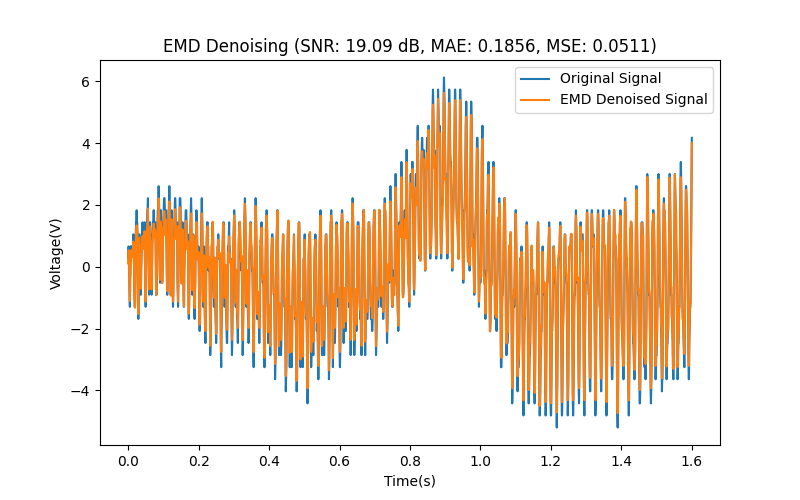 EMD Denoising (SNR: 19.09 dB, MAE: 0.1856, MSE: 0.0511)
Original Signal
EMD Denoised Signal
6
4
2
0
−2
−4
Voltage(V)
0.0 0.2 0.4 0.6 0.8 1.0 1.2 1.4 1.6
Time(s)